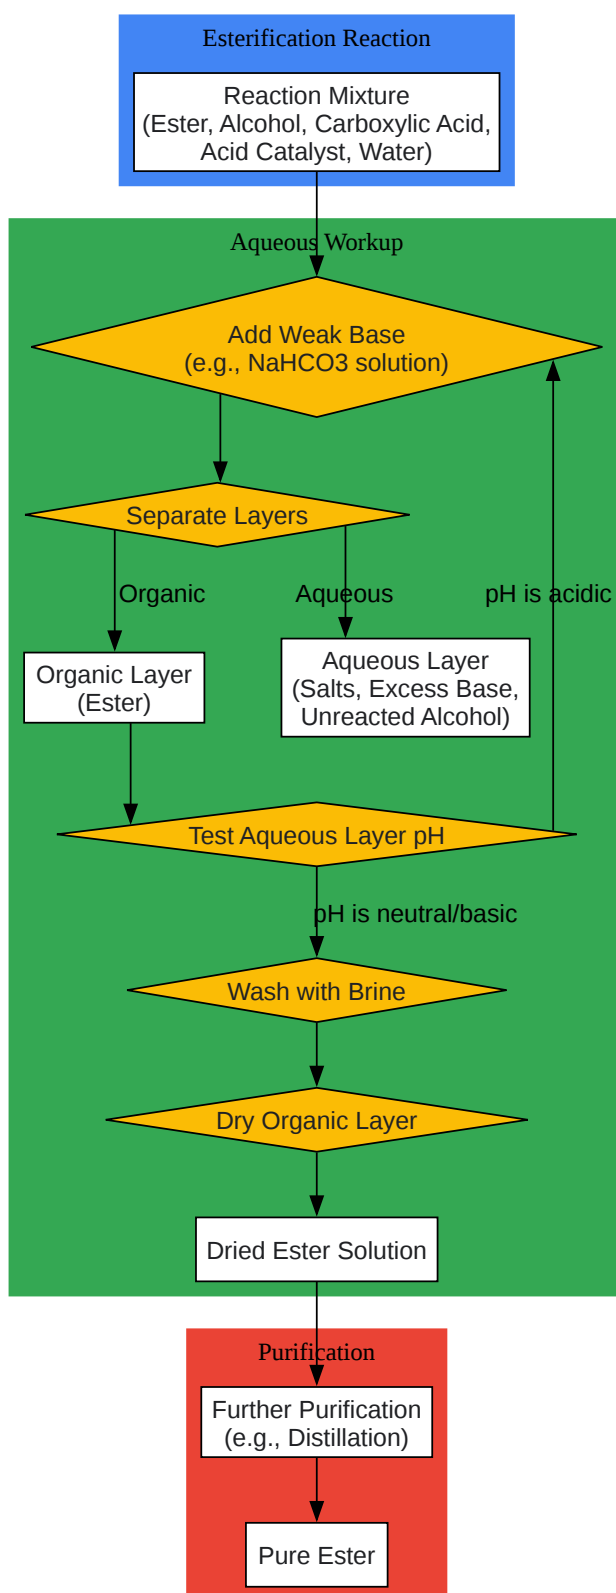 Esterification Reaction
Reaction Mixture
(Ester, Alcohol, Carboxylic Acid,
Acid Catalyst, Water)
Aqueous Workup
Add Weak Base
(e.g., NaHCO3 solution)
Separate Layers
Organic
Aqueous
pH is acidic
Organic Layer
(Ester)
Aqueous Layer
(Salts, Excess Base,
Unreacted Alcohol)
Test Aqueous Layer pH
pH is neutral/basic
Wash with Brine
Dry Organic Layer
Dried Ester Solution
Purification
Further Purification
(e.g., Distillation)
Pure Ester